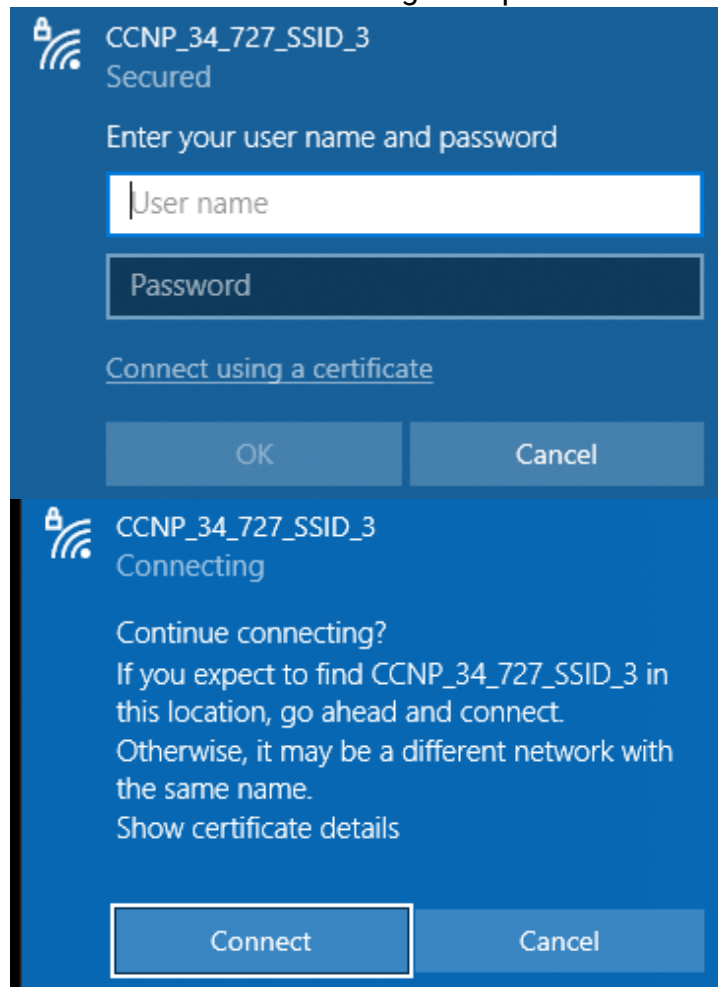 CCNP_34_727_SSID_3
Secured
Enter your user name and password
User name
Password
Connect using a certificate
OK
Cancel
CCNP_34_727_SSID_3
Connecting
Continue connecting?
If you expect to find CCNP_34_727_SSID_3 in
this location, go ahead and connect.
Otherwise, it may be a different network with
the same name.
Show certificate details
Connect
Cancel